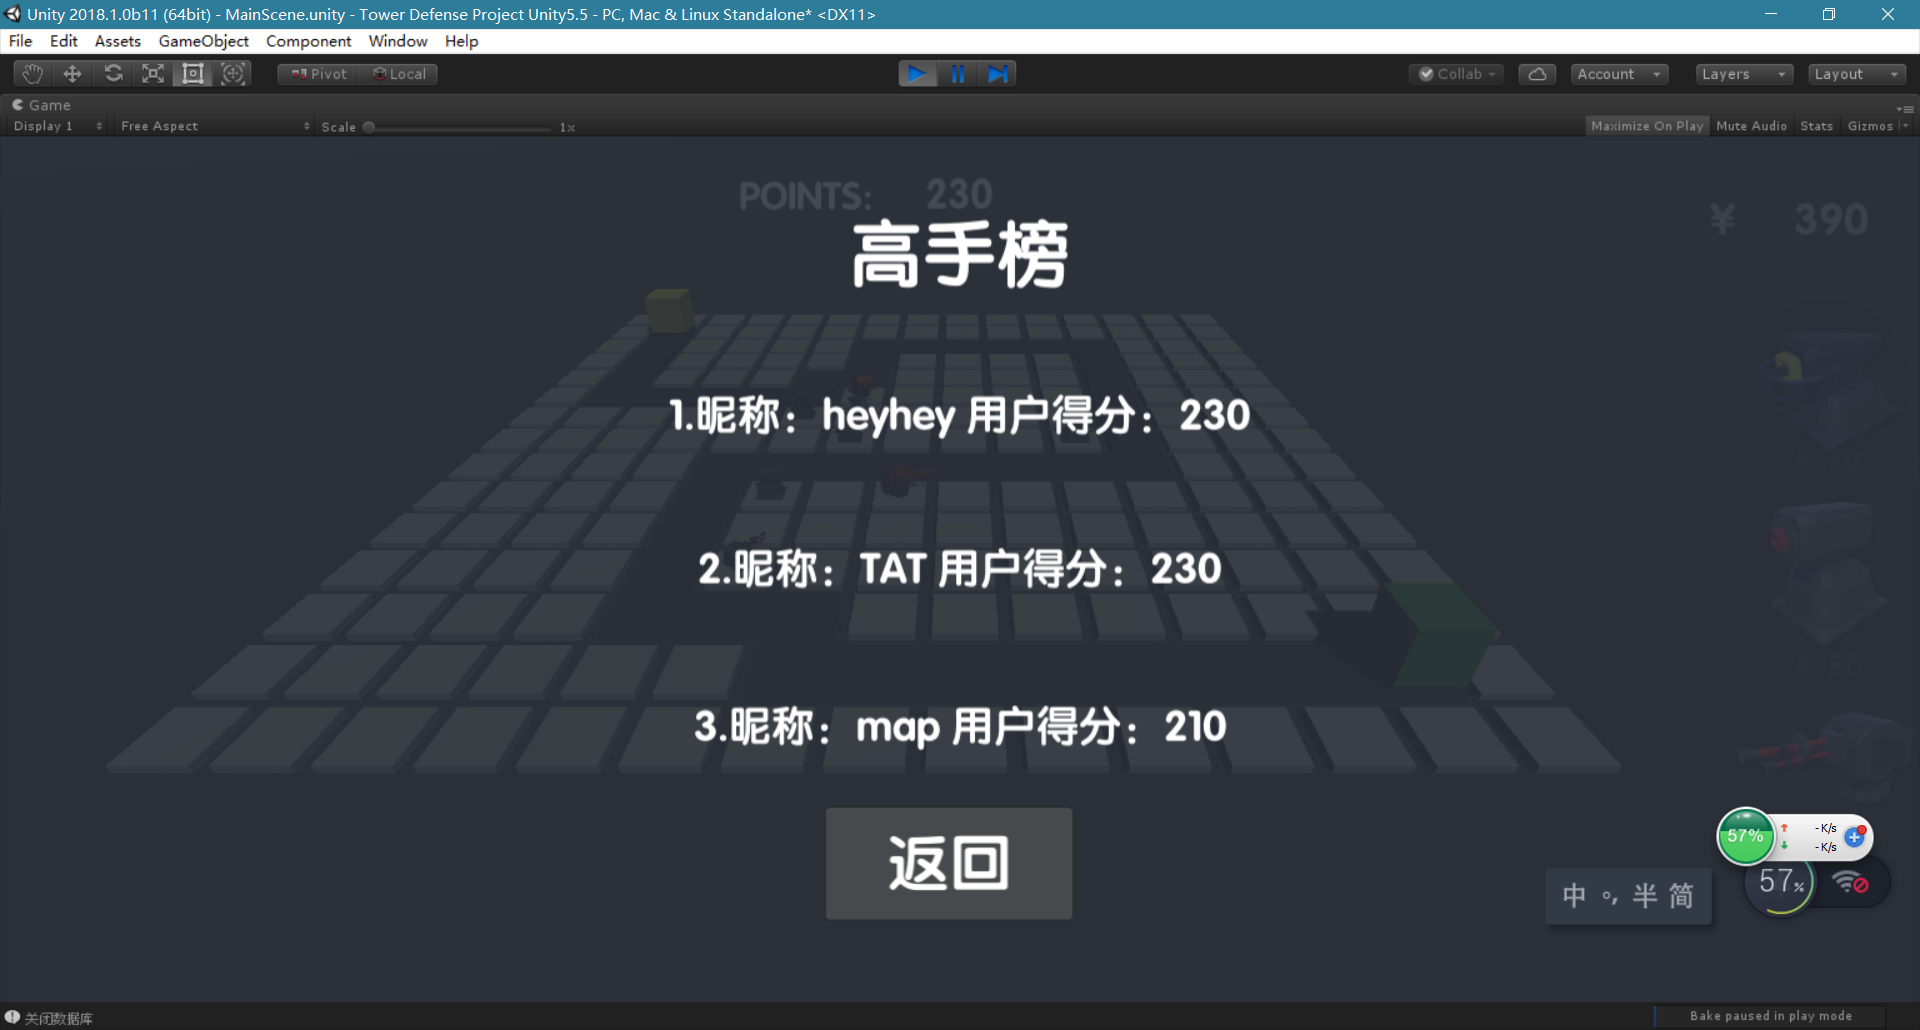 Unity 2018.1.0b11 (64bit) - MainScene.unity - Tower Defense Project Unity5.5 - PC, Mac & Linux Standalone* <DX11>
File Edit Assets GameObject Component Window Help
Pivot Local Collab Account Layers Layout
Game
Display 1 Free Aspect Scale 1x Maximize On Play Mute Audio Stats Gizmos
POINTS: 230
¥ 390
高手榜
1.昵称：heyhey 用户得分：230
2.昵称：TAT 用户得分：230
3.昵称：map 用户得分：210
返回
57% - K/s
- K/s
57%
中 °, 半 简
关闭数据库
Bake paused in play mode